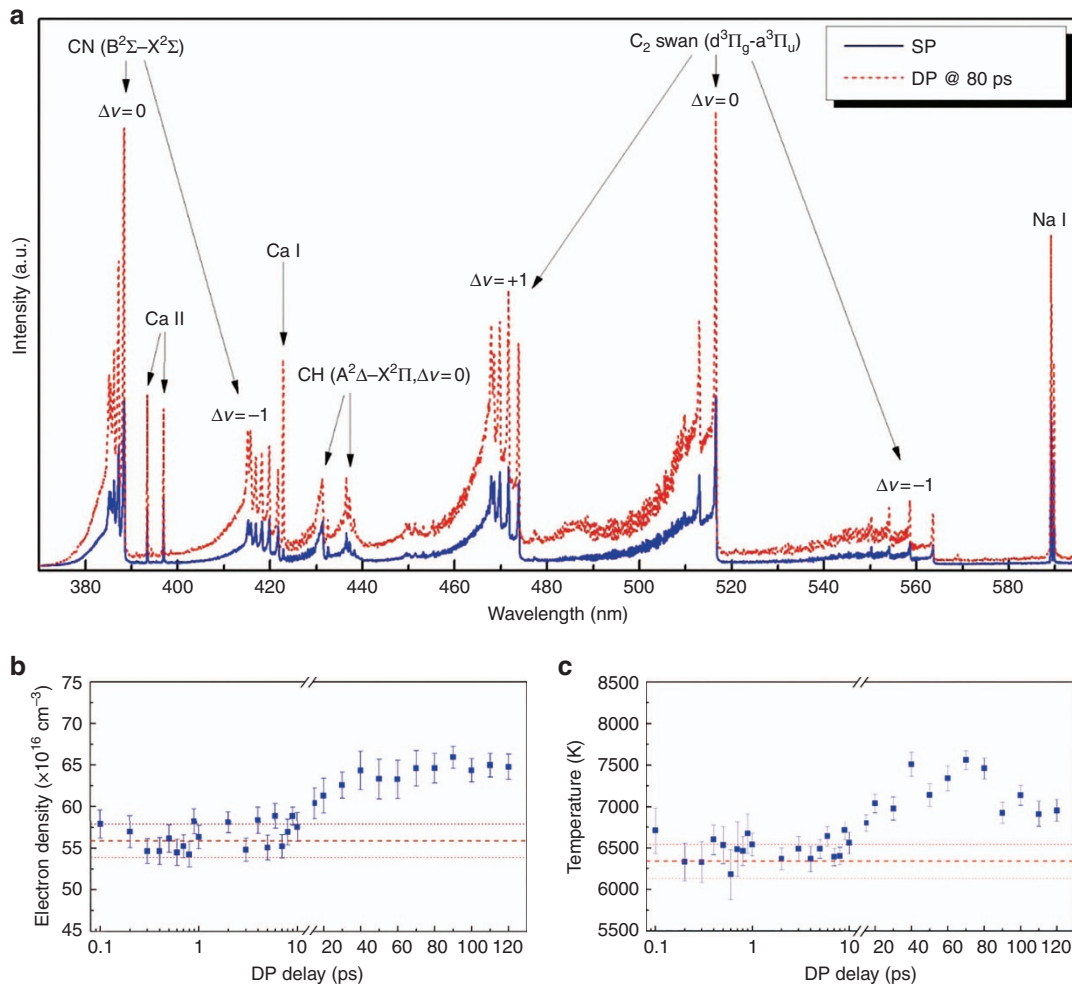 a
CN (B²Σ–X²Σ)
C₂ swan (d³Π_g-a³Π_u)
SP
DP @ 80 ps
Δv=0
Δv=0
Na I
Ca I
Δv=+1
Ca II
CH (A²Δ–X²Π,Δv=0)
Δv=–1
Δv=–1
Intensity (a.u.)
380 400 420 440 460 480 500 520 540 560 580
Wavelength (nm)
b
75
70
65
60
55
50
45
Electron density (×10¹⁶ cm⁻³)
0.1 1 10 20 40 60 80 100 120
DP delay (ps)
c
8500
8000
7500
7000
6500
6000
5500
Temperature (K)
0.1 1 10 20 40 60 80 100 120
DP delay (ps)